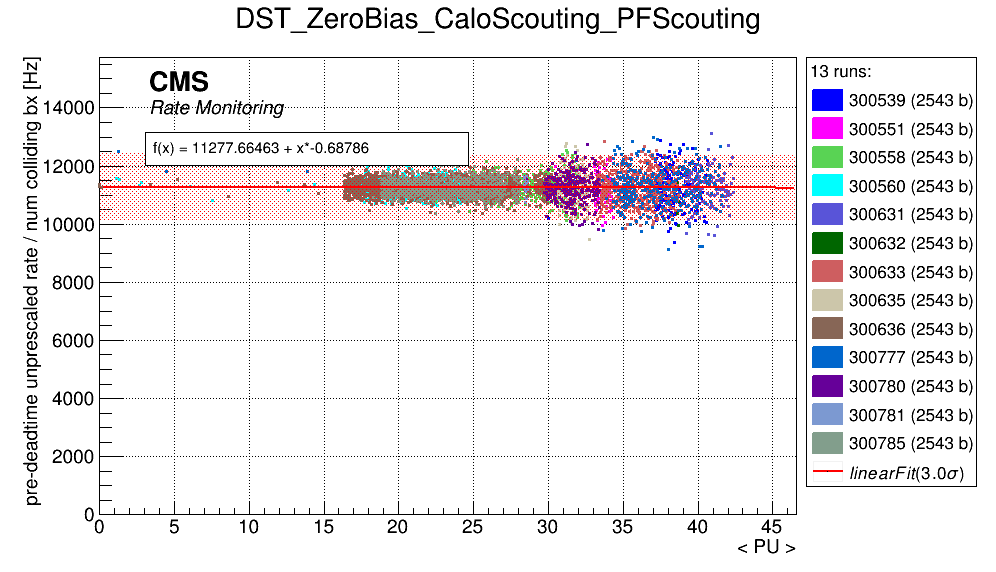 DST_ZeroBias_CaloScouting_PFScouting
pre-deadtime unprescaled rate / num colliding bx [Hz]
CMS
Rate Monitoring
f(x) = 11277.66463 + x*-0.68786
14000
12000
10000
8000
6000
4000
2000
0
0 5 10 15 20 25 30 35 40 45
< PU >
13 runs:
300539 (2543 b)
300551 (2543 b)
300558 (2543 b)
300560 (2543 b)
300631 (2543 b)
300632 (2543 b)
300633 (2543 b)
300635 (2543 b)
300636 (2543 b)
300777 (2543 b)
300780 (2543 b)
300781 (2543 b)
300785 (2543 b)
linearFit(3.0σ)